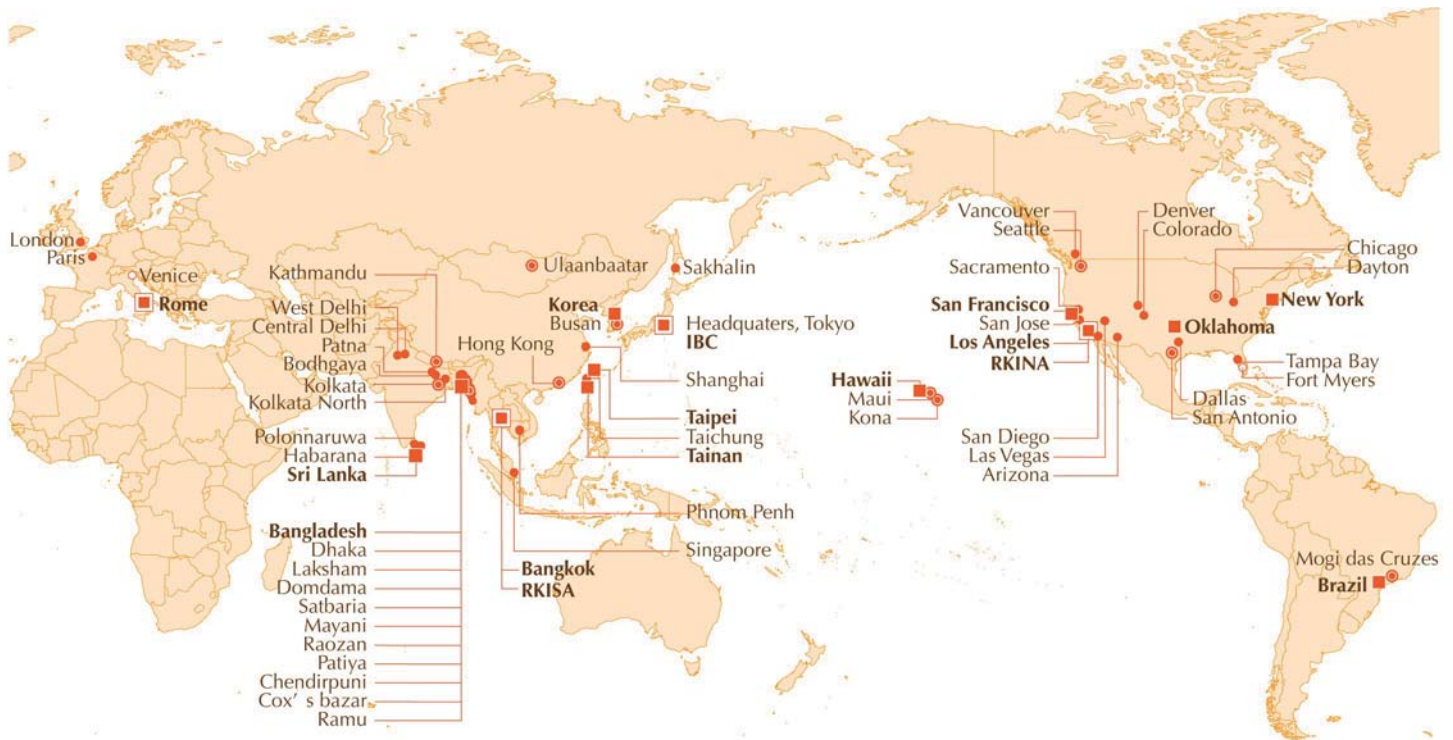 London
Paris
Venice
Rome
Kathmandu
West Delhi
Central Delhi
Patna
Bodhgaya
Kolkata
Kolkata North
Polonnaruwa
Habarana
Sri Lanka
Bangladesh
Dhaka
Laksham
Domdama
Satbaria
Mayani
Raozan
Patiya
Chendirpuni
Cox’ s bazar
Ramu
Ulaanbaatar
Sakhalin
Korea
Busan
Headquaters, Tokyo
IBC
Hong Kong
Shanghai
Taipei
Taichung
Tainan
Phnom Penh
Singapore
Bangkok
RKISA
Hawaii
Maui
Kona
Vancouver
Seattle
Sacramento
San Francisco
San Jose
Los Angeles
RKINA
San Diego
Las Vegas
Arizona
Denver
Colorado
Chicago
Dayton
New York
Oklahoma
Tampa Bay
Fort Myers
Dallas
San Antonio
Mogi das Cruzes
Brazil